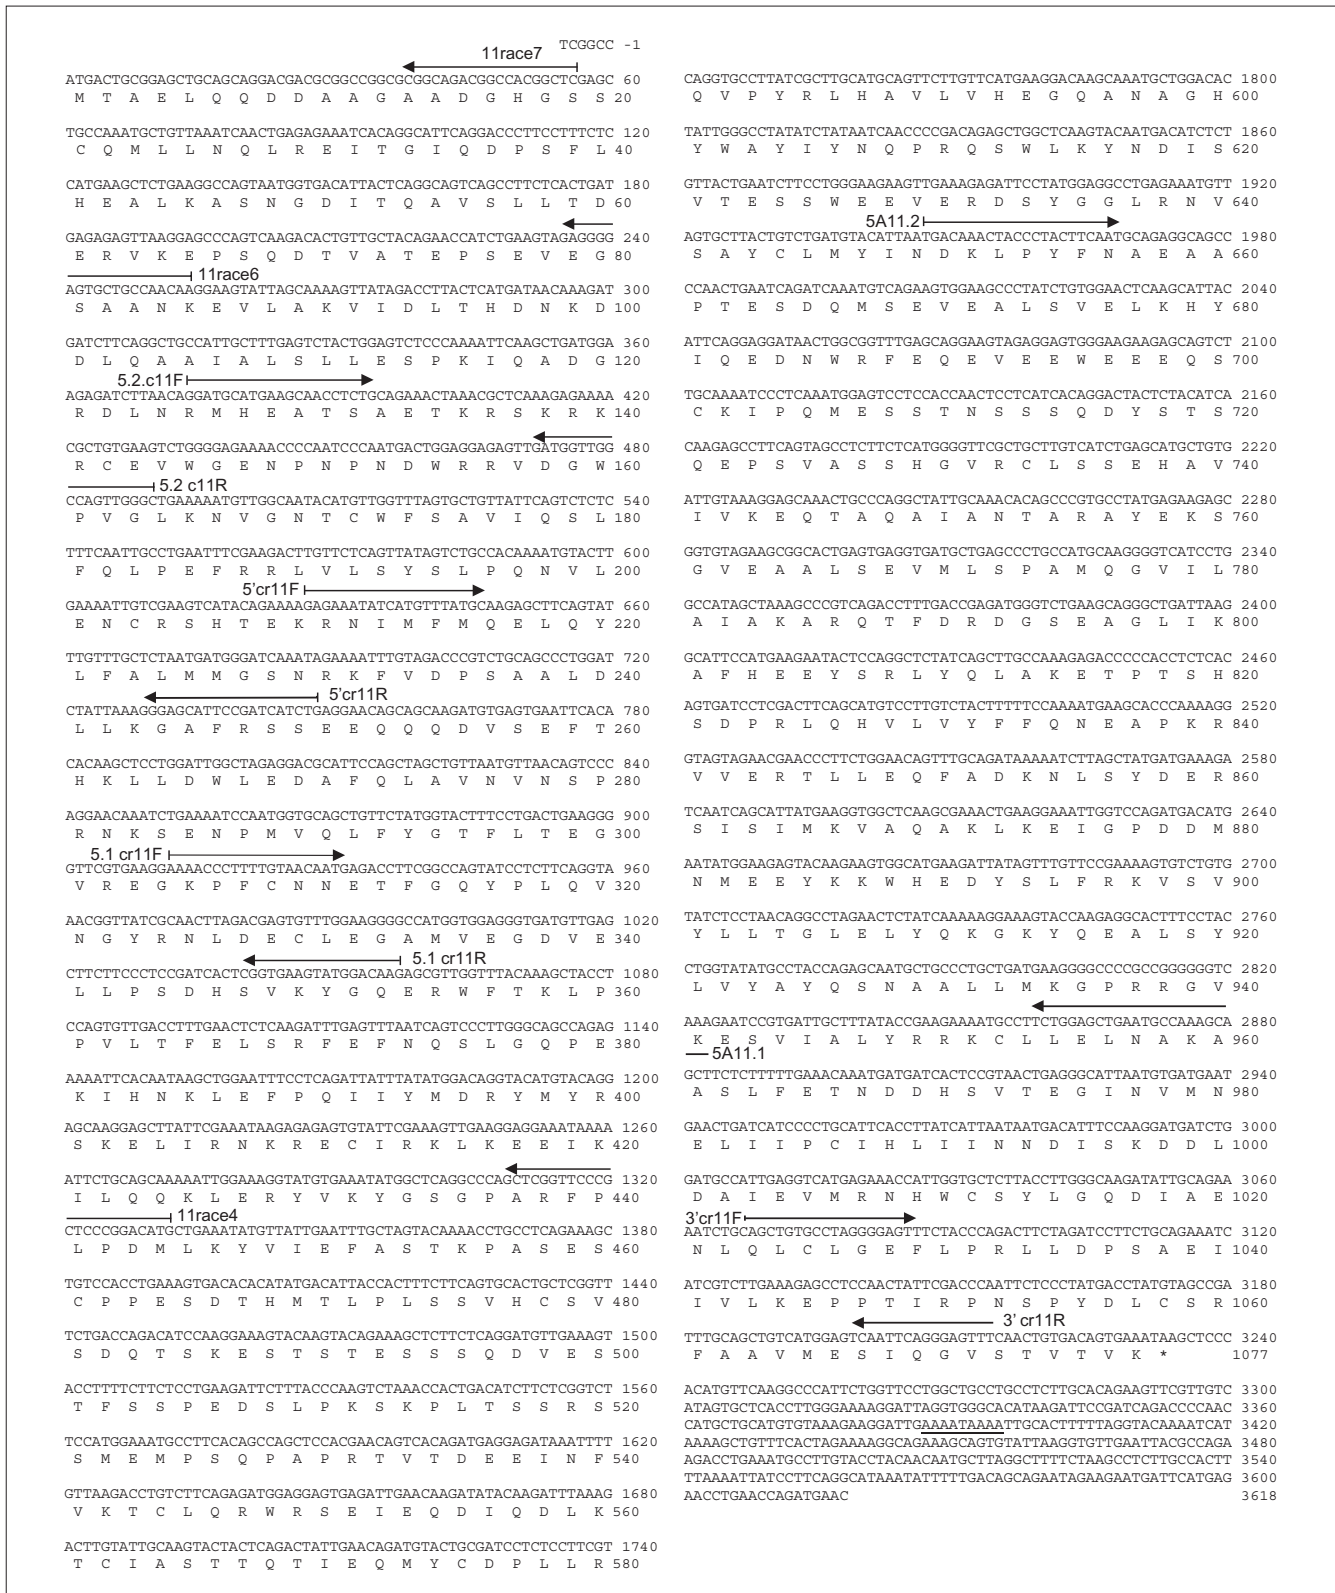 TCGGCC -1
11race7
ATGACTGCGGAGCTGCAGCAGGACGACGCGGCCGGCGCGGCAGACGGCCACGGCTCGAGC 60
M T A E L Q Q D D A A G A A D G H G S S 20
TGCCAAATGCTGTTAAATCAACTGAGAGAAATCACAGGCATTCAGGACCCTTCCTTTCTC 120
C Q M L L N Q L R E I T G I Q D P S F L 40
CATGAAGCTCTGAAGGCCAGTAATGGTGACATTACTCAGGCAGTCAGCCTTCTCACTGAT 180
H E A L K A S N G D I T Q A V S L L T D 60
GAGAGAGTTAAGGAGCCCAGTCAAGACACTGTTGCTACAGAACCATCTGAAGTAGAGGGG 240
E R V K E P S Q D T V A T E P S E V E G 80
11race6
AGTGCTGCCAACAAGGAAGTATTAGCAAAAGTTATAGACCTTACTCATGATAACAAAGAT 300
S A A N K E V L A K V I D L T H D N K D 100
GATCTTCAGGCTGCCATTGCTTTGAGTCTACTGGAGTCTCCCAAAATTCAAGCTGATGGA 360
D L Q A A I A L S L L E S P K I Q A D G 120
5.2.c11F
AGAGATCTTAACAGGATGCATGAAGCAACCTCTGCAGAAACTAAACGCTCAAAGAGAAAA 420
R D L N R M H E A T S A E T K R S K R K 140
CGCTGTGAAGTCTGGGGAGAAAACCCCAATCCCAATGACTGGAGGAGAGTTGATGGTTGG 480
R C E V W G E N P N P N D W R R V D G W 160
5.2 c11R
CCAGTTGGGCTGAAAAATGTTGGCAATACATGTTGGTTTAGTGCTGTTATTCAGTCTCTC 540
P V G L K N V G N T C W F S A V I Q S L 180
TTTCAATTGCCTGAATTTCGAAGACTTGTTCTCAGTTATAGTCTGCCACAAAATGTACTT 600
F Q L P E F R R L V L S Y S L P Q N V L 200
5'cr11F
GAAAATTGTCGAAGTCATACAGAAAAGAGAAATATCATGTTTATGCAAGAGCTTCAGTAT 660
E N C R S H T E K R N I M F M Q E L Q Y 220
TTGTTTGCTCTAATGATGGGATCAAATAGAAAATTTGTAGACCCGTCTGCAGCCCTGGAT 720
L F A L M M G S N R K F V D P S A A L D 240
5'cr11R
CTATTAAAGGGAGCATTCCGATCATCTGAGGAACAGCAGCAAGATGTGAGTGAATTCACA 780
L L K G A F R S S E E Q Q Q D V S E F T 260
CACAAGCTCCTGGATTGGCTAGAGGACGCATTCCAGCTAGCTGTTAATGTTAACAGTCCC 840
H K L L D W L E D A F Q L A V N V N S P 280
AGGAACAAATCTGAAAATCCAATGGTGCAGCTGTTCTATGGTACTTTCCTGACTGAAGGG 900
R N K S E N P M V Q L F Y G T F L T E G 300
5.1 cr11F
GTTCGTGAAGGAAAACCCTTTTGTAACAATGAGACCTTCGGCCAGTATCCTCTTCAGGTA 960
V R E G K P F C N N E T F G Q Y P L Q V 320
AACGGTTATCGCAACTTAGACGAGTGTTTGGAAGGGGCCATGGTGGAGGGTGATGTTGAG 1020
N G Y R N L D E C L E G A M V E G D V E 340
5.1 cr11R
CTTCTTCCCTCCGATCACTCGGTGAAGTATGGACAAGAGCGTTGGTTTACAAAGCTACCT 1080
L L P S D H S V K Y G Q E R W F T K L P 360
CCAGTGTTGACCTTTGAACTCTCAAGATTTGAGTTTAATCAGTCCCTTGGGCAGCCAGAG 1140
P V L T F E L S R F E F N Q S L G Q P E 380
AAAATTCACAATAAGCTGGAATTTCCTCAGATTATTTATATGGACAGGTACATGTACAGG 1200
K I H N K L E F P Q I I Y M D R Y M Y R 400
AGCAAGGAGCTTATTCGAAATAAGAGAGAGTGTATTCGAAAGTTGAAGGAGGAAATAAAA 1260
S K E L I R N K R E C I R K L K E E I K 420
ATTCTGCAGCAAAAATTGGAAAGGTATGTGAAATATGGCTCAGGCCCAGCTCGGTTCCCG 1320
I L Q Q K L E R Y V K Y G S G P A R F P 440
11race4
CTCCCGGACATGCTGAAATATGTTATTGAATTTGCTAGTACAAAACCTGCCTCAGAAAGC 1380
L P D M L K Y V I E F A S T K P A S E S 460
TGTCCACCTGAAAGTGACACACATATGACATTACCACTTTCTTCAGTGCACTGCTCGGTT 1440
C P P E S D T H M T L P L S S V H C S V 480
TCTGACCAGACATCCAAGGAAAGTACAAGTACAGAAAGCTCTTCTCAGGATGTTGAAAGT 1500
S D Q T S K E S T S T E S S S Q D V E S 500
ACCTTTTCTTCTCCTGAAGATTCTTTACCCAAGTCTAAACCACTGACATCTTCTCGGTCT 1560
T F S S P E D S L P K S K P L T S S R S 520
TCCATGGAAATGCCTTCACAGCCAGCTCCACGAACAGTCACAGATGAGGAGATAAATTTT 1620
S M E M P S Q P A P R T V T D E E I N F 540
GTTAAGACCTGTCTTCAGAGATGGAGGAGTGAGATTGAACAAGATATACAAGATTTAAAG 1680
V K T C L Q R W R S E I E Q D I Q D L K 560
ACTTGTATTGCAAGTACTACTCAGACTATTGAACAGATGTACTGCGATCCTCTCCTTCGT 1740
T C I A S T T Q T I E Q M Y C D P L L R 580
CAGGTGCCTTATCGCTTGCATGCAGTTCTTGTTCATGAAGGACAAGCAAATGCTGGACAC 1800
Q V P Y R L H A V L V H E G Q A N A G H 600
TATTGGGCCTATATCTATAATCAACCCCGACAGAGCTGGCTCAAGTACAATGACATCTCT 1860
Y W A Y I Y N Q P R Q S W L K Y N D I S 620
GTTACTGAATCTTCCTGGGAAGAAGTTGAAAGAGATTCCTATGGAGGCCTGAGAAATGTT 1920
V T E S S W E E V E R D S Y G G L R N V 640
5A11.2
AGTGCTTACTGTCTGATGTACATTAATGACAAACTACCCTACTTCAATGCAGAGGCAGCC 1980
S A Y C L M Y I N D K L P Y F N A E A A 660
CCAACTGAATCAGATCAAATGTCAGAAGTGGAAGCCCTATCTGTGGAACTCAAGCATTAC 2040
P T E S D Q M S E V E A L S V E L K H Y 680
ATTCAGGAGGATAACTGGCGGTTTGAGCAGGAAGTAGAGGAGTGGGAAGAAGAGCAGTCT 2100
I Q E D N W R F E Q E V E E W E E E Q S 700
TGCAAAATCCCTCAAATGGAGTCCTCCACCAACTCCTCATCACAGGACTACTCTACATCA 2160
C K I P Q M E S S T N S S S Q D Y S T S 720
CAAGAGCCTTCAGTAGCCTCTTCTCATGGGGTTCGCTGCTTGTCATCTGAGCATGCTGTG 2220
Q E P S V A S S H G V R C L S S E H A V 740
ATTGTAAAGGAGCAAACTGCCCAGGCTATTGCAAACACAGCCCGTGCCTATGAGAAGAGC 2280
I V K E Q T A Q A I A N T A R A Y E K S 760
GGTGTAGAAGCGGCACTGAGTGAGGTGATGCTGAGCCCTGCCATGCAAGGGGTCATCCTG 2340
G V E A A L S E V M L S P A M Q G V I L 780
GCCATAGCTAAAGCCCGTCAGACCTTTGACCGAGATGGGTCTGAAGCAGGGCTGATTAAG 2400
A I A K A R Q T F D R D G S E A G L I K 800
GCATTCCATGAAGAATACTCCAGGCTCTATCAGCTTGCCAAAGAGACCCCCACCTCTCAC 2460
A F H E E Y S R L Y Q L A K E T P T S H 820
AGTGATCCTCGACTTCAGCATGTCCTTGTCTACTTTTTCCAAAATGAAGCACCCAAAAGG 2520
S D P R L Q H V L V Y F F Q N E A P K R 840
GTAGTAGAACGAACCCTTCTGGAACAGTTTGCAGATAAAAATCTTAGCTATGATGAAAGA 2580
V V E R T L L E Q F A D K N L S Y D E R 860
TCAATCAGCATTATGAAGGTGGCTCAAGCGAAACTGAAGGAAATTGGTCCAGATGACATG 2640
S I S I M K V A Q A K L K E I G P D D M 880
AATATGGAAGAGTACAAGAAGTGGCATGAAGATTATAGTTTGTTCCGAAAAGTGTCTGTG 2700
N M E E Y K K W H E D Y S L F R K V S V 900
TATCTCCTAACAGGCCTAGAACTCTATCAAAAAGGAAAGTACCAAGAGGCACTTTCCTAC 2760
Y L L T G L E L Y Q K G K Y Q E A L S Y 920
CTGGTATATGCCTACCAGAGCAATGCTGCCCTGCTGATGAAGGGGCCCCGCCGGGGGGTC 2820
L V Y A Y Q S N A A L L M K G P R R G V 940
AAAGAATCCGTGATTGCTTTATACCGAAGAAAATGCCTTCTGGAGCTGAATGCCAAAGCA 2880
K E S V I A L Y R R K C L L E L N A K A 960
5A11.1
GCTTCTCTTTTTGAAACAAATGATGATCACTCCGTAACTGAGGGCATTAATGTGATGAAT 2940
A S L F E T N D D H S V T E G I N V M N 980
GAACTGATCATCCCCTGCATTCACCTTATCATTAATAATGACATTTCCAAGGATGATCTG 3000
E L I I P C I H L I I N N D I S K D D L 1000
GATGCCATTGAGGTCATGAGAAACCATTGGTGCTCTTACCTTGGGCAAGATATTGCAGAA 3060
D A I E V M R N H W C S Y L G Q D I A E 1020
3'cr11F
AATCTGCAGCTGTGCCTAGGGGAGTTTCTACCCAGACTTCTAGATCCTTCTGCAGAAATC 3120
N L Q L C L G E F L P R L L D P S A E I 1040
ATCGTCTTGAAAGAGCCTCCAACTATTCGACCCAATTCTCCCTATGACCTATGTAGCCGA 3180
I V L K E P P T I R P N S P Y D L C S R 1060
3' cr11R
TTTGCAGCTGTCATGGAGTCAATTCAGGGAGTTTCAACTGTGACAGTGAAATAAGCTCCC 3240
F A A V M E S I Q G V S T V T V K * 1077
ACATGTTCAAGGCCCATTCTGGTTCCTGGCTGCCTGCCTCTTGCACAGAAGTTCGTTGTC 3300
ATAGTGCTCACCTTGGGAAAAGGATTAGGTGGGCACATAAGATTCCGATCAGACCCCAAC 3360
CATGCTGCATGTGTAAAGAAGGATTGAAAATAAAATTGCACTTTTTAGGTACAAAATCAT 3420
AAAAGCTGTTTCACTAGAAAAGGCAGAAAGCAGTGTATTAAGGTGTTGAATTACGCCAGA 3480
AGACCTGAAATGCCTTGTACCTACAACAATGCTTAGGCTTTTCTAAGCCTCTTGCCACTT 3540
TTAAAATTATCCTTCAGGCATAAATATTTTTGACAGCAGAATAGAAGAATGATTCATGAG 3600
AACCTGAACCAGATGAAC 3618